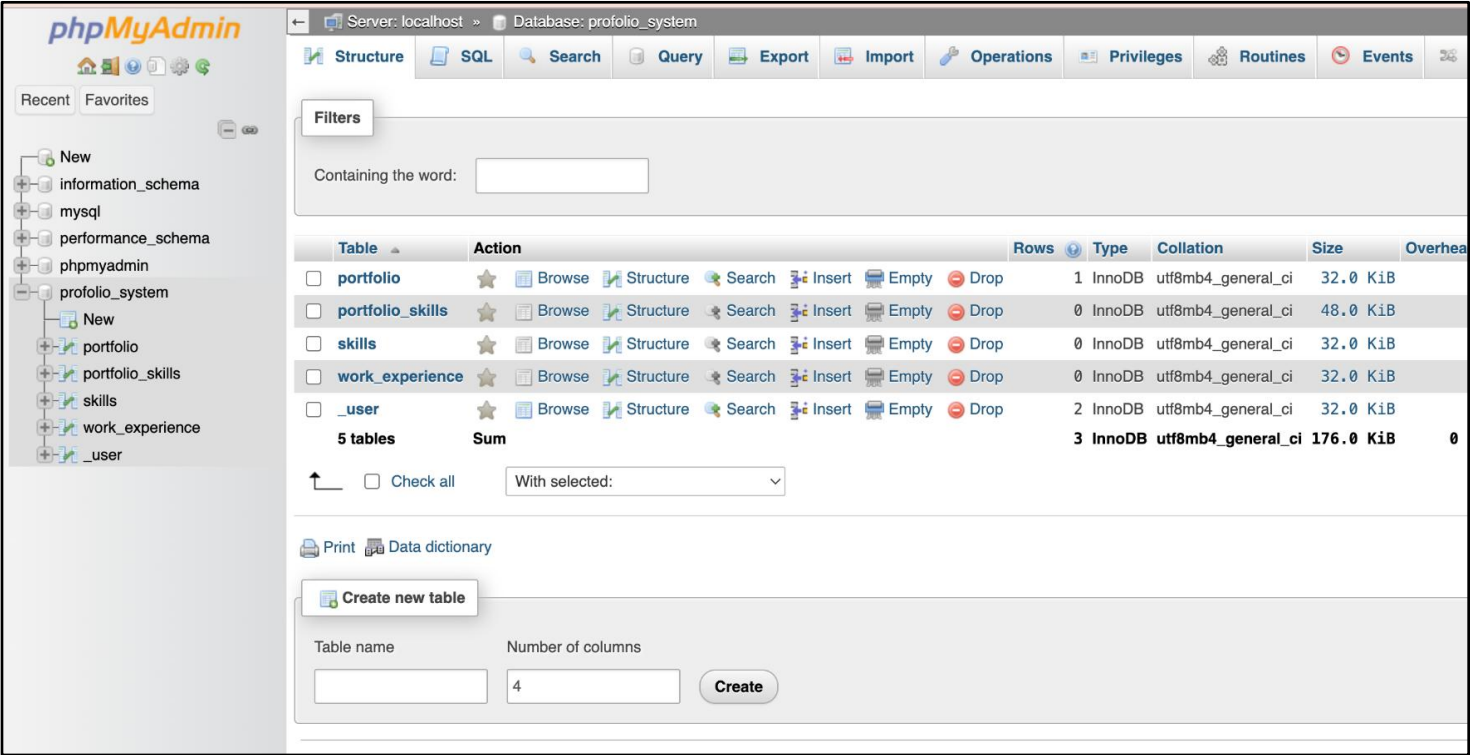 phpMyAdmin
Recent Favorites
New
information_schema
mysql
performance_schema
phpmyadmin
profolio_system
New
portfolio
portfolio_skills
skills
work_experience
_user
Server: localhost » Database: profolio_system
Structure SQL Search Query Export Import Operations Privileges Routines Events
Filters
Containing the word:
Table Action Rows Type Collation Size Overhea
portfolio Browse Structure Search Insert Empty Drop 1 InnoDB utf8mb4_general_ci 32.0 KiB
portfolio_skills Browse Structure Search Insert Empty Drop 0 InnoDB utf8mb4_general_ci 48.0 KiB
skills Browse Structure Search Insert Empty Drop 0 InnoDB utf8mb4_general_ci 32.0 KiB
work_experience Browse Structure Search Insert Empty Drop 0 InnoDB utf8mb4_general_ci 32.0 KiB
_user Browse Structure Search Insert Empty Drop 2 InnoDB utf8mb4_general_ci 32.0 KiB
5 tables Sum 3 InnoDB utf8mb4_general_ci 176.0 KiB 0
Check all With selected:
Print Data dictionary
Create new table
Table name Number of columns
4 Create